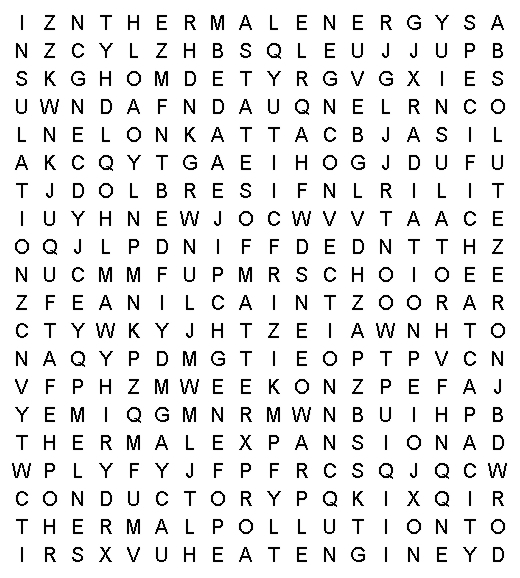 I Z N T H E R M A L E N E R G Y S A
N Z C Y L Z H B S Q L E U J J U P B
S K G H O M D E T Y R G V G X I E S
U W N D A F N D A U Q N E L R N C O
L N E L O N K A T T A C B J A S I L
A K C Q Y T G A E I H O G J D U F U
T J D O L B R E S I F N L R I L I T
I U Y H N E W J O C W V V T A A C E
O Q J L P D N I F F D E D N T T H Z
N U C M M F U P M R S C H O I O E E
Z F E A N I L C A I N T Z O O R A R
C T Y W K Y J H T Z E I A W N H T O
N A Q Y P D M G T I E O P T P V C N
V F P H Z M W E E K O N Z P E F A J
Y E M I Q G M N R M W N B U I H P B
T H E R M A L E X P A N S I O N A D
W P L Y F Y J F P F R C S Q J Q C W
C O N D U C T O R Y P Q K I X Q I R
T H E R M A L P O L L U T I O N T O
I R S X V U H E A T E N G I N E Y D